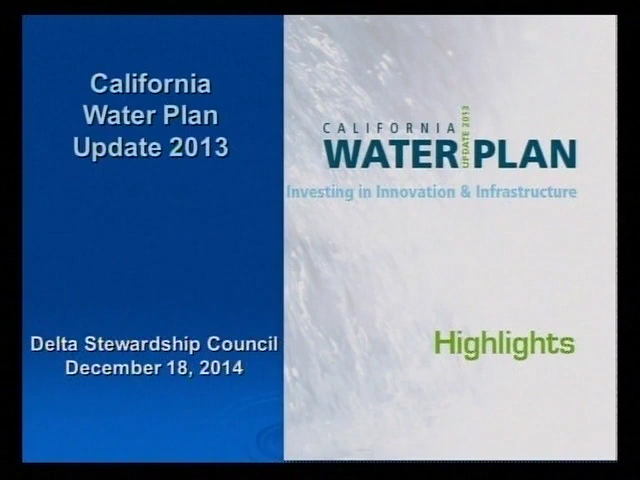 California
Water Plan
Update 2013
Delta Stewardship Council
December 18, 2014
CALIFORNIA
WATER PLAN
UPDATE 2013
Investing in Innovation & Infrastructure
Highlights